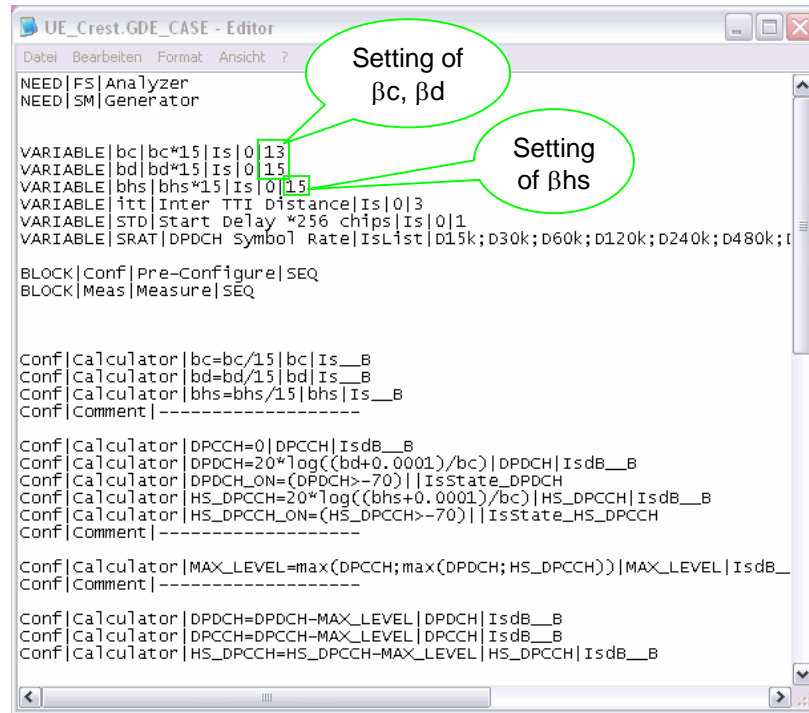 UE_Crest.GDE_CASE - Editor
Datei Bearbeiten Format Ansicht ?
Setting of
βc, βd
NEED|FS|Analyzer
NEED|SM|Generator
VARIABLE|bc|bc*15|Is|0|13
VARIABLE|bd|bd*15|Is|0|15
VARIABLE|bhs|bhs*15|Is|0|15
Setting
of βhs
VARIABLE|itt|Inter TTI Distance|Is|0|3
VARIABLE|STD|Start Delay *256 chips|Is|0|1
VARIABLE|SRAT|DPDCH Symbol Rate|IsList|D15k;D30k;D60k;D120k;D240k;D480k;
BLOCK|Conf|Pre-Configure|SEQ
BLOCK|Meas|Measure|SEQ
Conf|Calculator|bc=bc/15|bc|Is__B
Conf|Calculator|bd=bd/15|bd|Is__B
Conf|Calculator|bhs=bhs/15|bhs|Is__B
Conf|Comment|--------------------
Conf|Calculator|DPCCH=0|DPCCH|IsdB__B
Conf|Calculator|DPDCH=20*log((bd+0.0001)/bc)|DPDCH|IsdB__B
Conf|Calculator|DPDCH_ON=(DPDCH>-70)||IsState_DPDCH
Conf|Calculator|HS_DPCCH=20*log((bhs+0.0001)/bc)|HS_DPCCH|IsdB__B
Conf|Calculator|HS_DPCCH_ON=(HS_DPCCH>-70)||IsState_HS_DPCCH
Conf|Comment|--------------------
Conf|Calculator|MAX_LEVEL=max(DPCCH;max(DPDCH;HS_DPCCH))|MAX_LEVEL|IsdB_
Conf|Comment|--------------------
Conf|Calculator|DPDCH=DPDCH-MAX_LEVEL|DPDCH|IsdB__B
Conf|Calculator|DPCCH=DPCCH-MAX_LEVEL|DPCCH|IsdB__B
Conf|Calculator|HS_DPCCH=HS_DPCCH-MAX_LEVEL|HS_DPCCH|IsdB__B